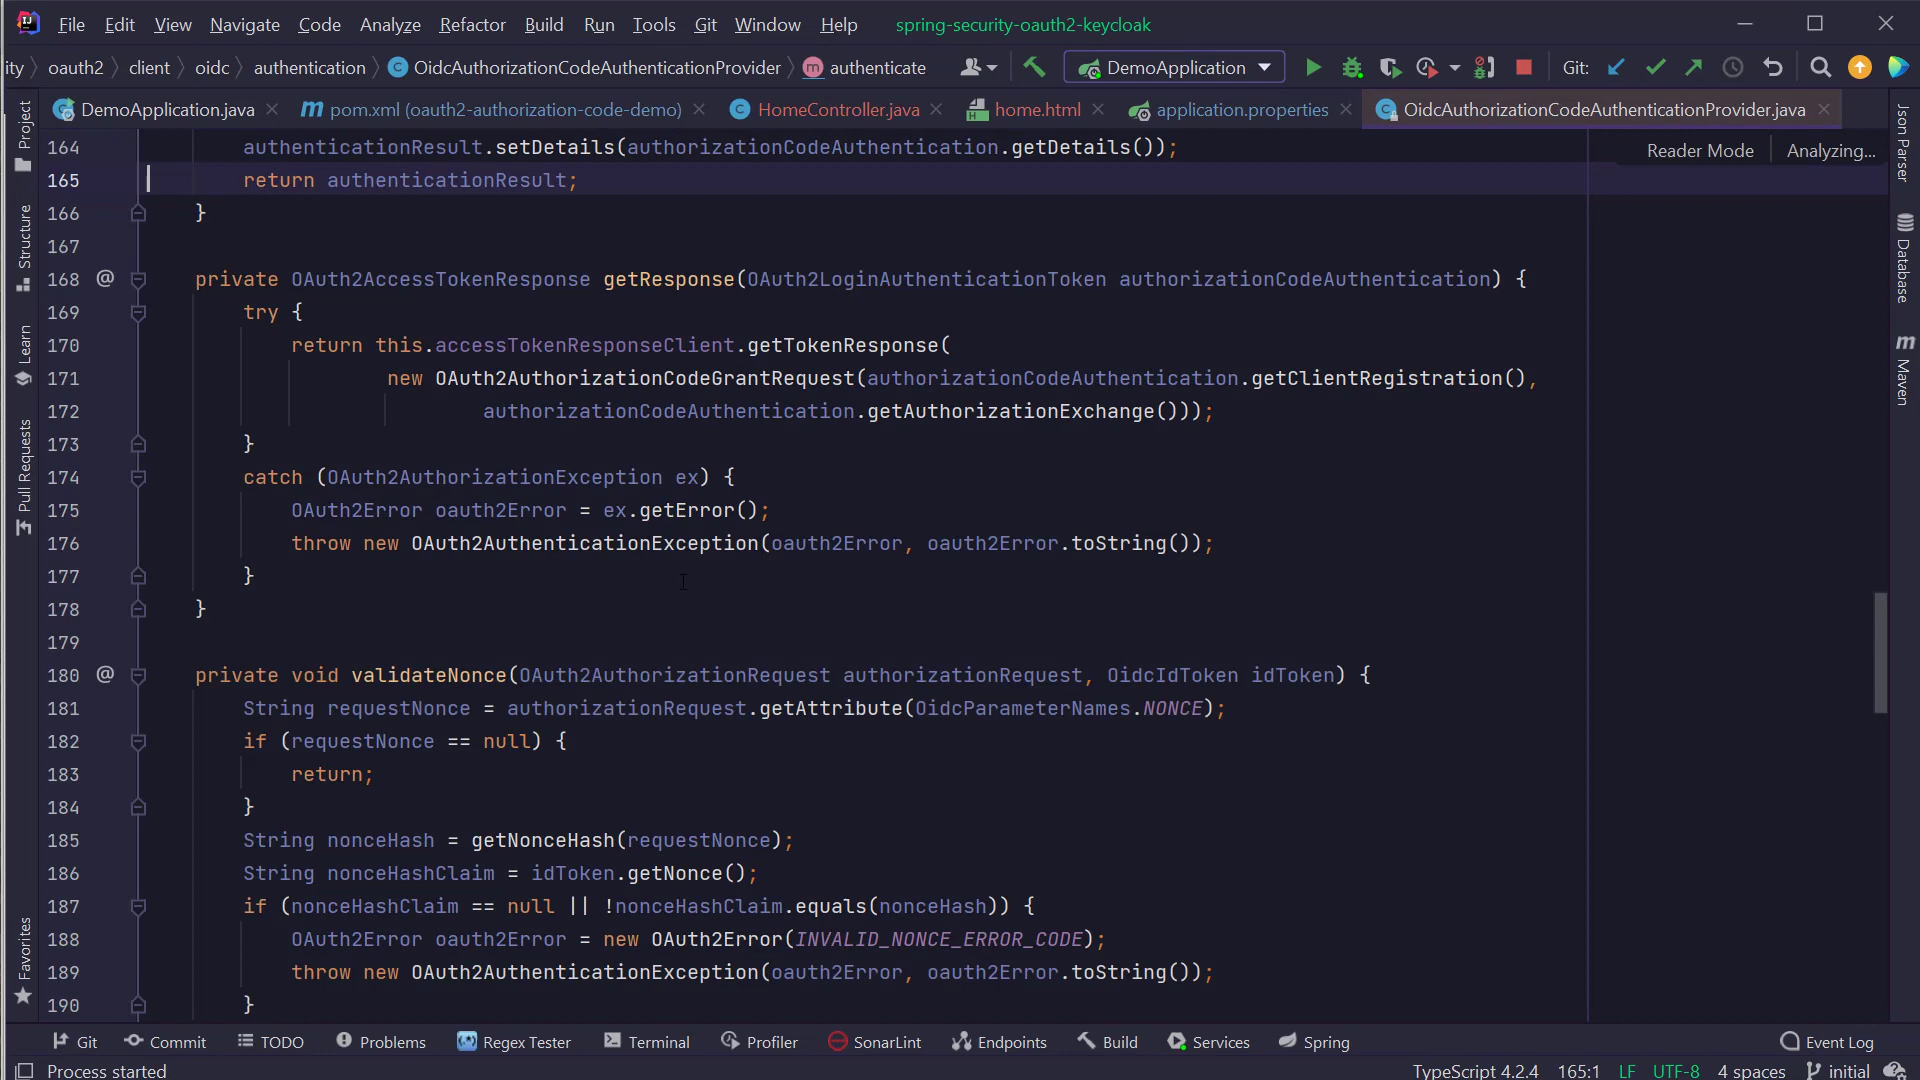 File Edit View Navigate Code Analyze Refactor Build Run Tools Git Window Help spring-security-oauth2-keycloak
ity oauth2 client oidc authentication OidcAuthorizationCodeAuthenticationProvider authenticate DemoApplication Git:
DemoApplication.java pom.xml (oauth2-authorization-code-demo) HomeController.java home.html application.properties OidcAuthorizationCodeAuthenticationProvider.java
Reader Mode Analyzing...
164 authenticationResult.setDetails(authorizationCodeAuthentication.getDetails());
165 return authenticationResult;
166 }
167
168 @ private OAuth2AccessTokenResponse getResponse(OAuth2LoginAuthenticationToken authorizationCodeAuthentication) {
169 try {
170 return this.accessTokenResponseClient.getTokenResponse(
171 new OAuth2AuthorizationCodeGrantRequest(authorizationCodeAuthentication.getClientRegistration(),
172 authorizationCodeAuthentication.getAuthorizationExchange()));
173 }
174 catch (OAuth2AuthorizationException ex) {
175 OAuth2Error oauth2Error = ex.getError();
176 throw new OAuth2AuthenticationException(oauth2Error, oauth2Error.toString());
177 }
178 }
179
180 @ private void validateNonce(OAuth2AuthorizationRequest authorizationRequest, OidcIdToken idToken) {
181 String requestNonce = authorizationRequest.getAttribute(OidcParameterNames.NONCE);
182 if (requestNonce == null) {
183 return;
184 }
185 String nonceHash = getNonceHash(requestNonce);
186 String nonceHashClaim = idToken.getNonce();
187 if (nonceHashClaim == null || !nonceHashClaim.equals(nonceHash)) {
188 OAuth2Error oauth2Error = new OAuth2Error(INVALID_NONCE_ERROR_CODE);
189 throw new OAuth2AuthenticationException(oauth2Error, oauth2Error.toString());
190 }
Project
Structure
Learn
Pull Requests
Favorites
Json Parser
Database
Maven
Git Commit TODO Problems Regex Tester Terminal Profiler SonarLint Endpoints Build Services Spring Event Log
Process started TypeScript 4.2.4 165:1 LF UTF-8 4 spaces initial